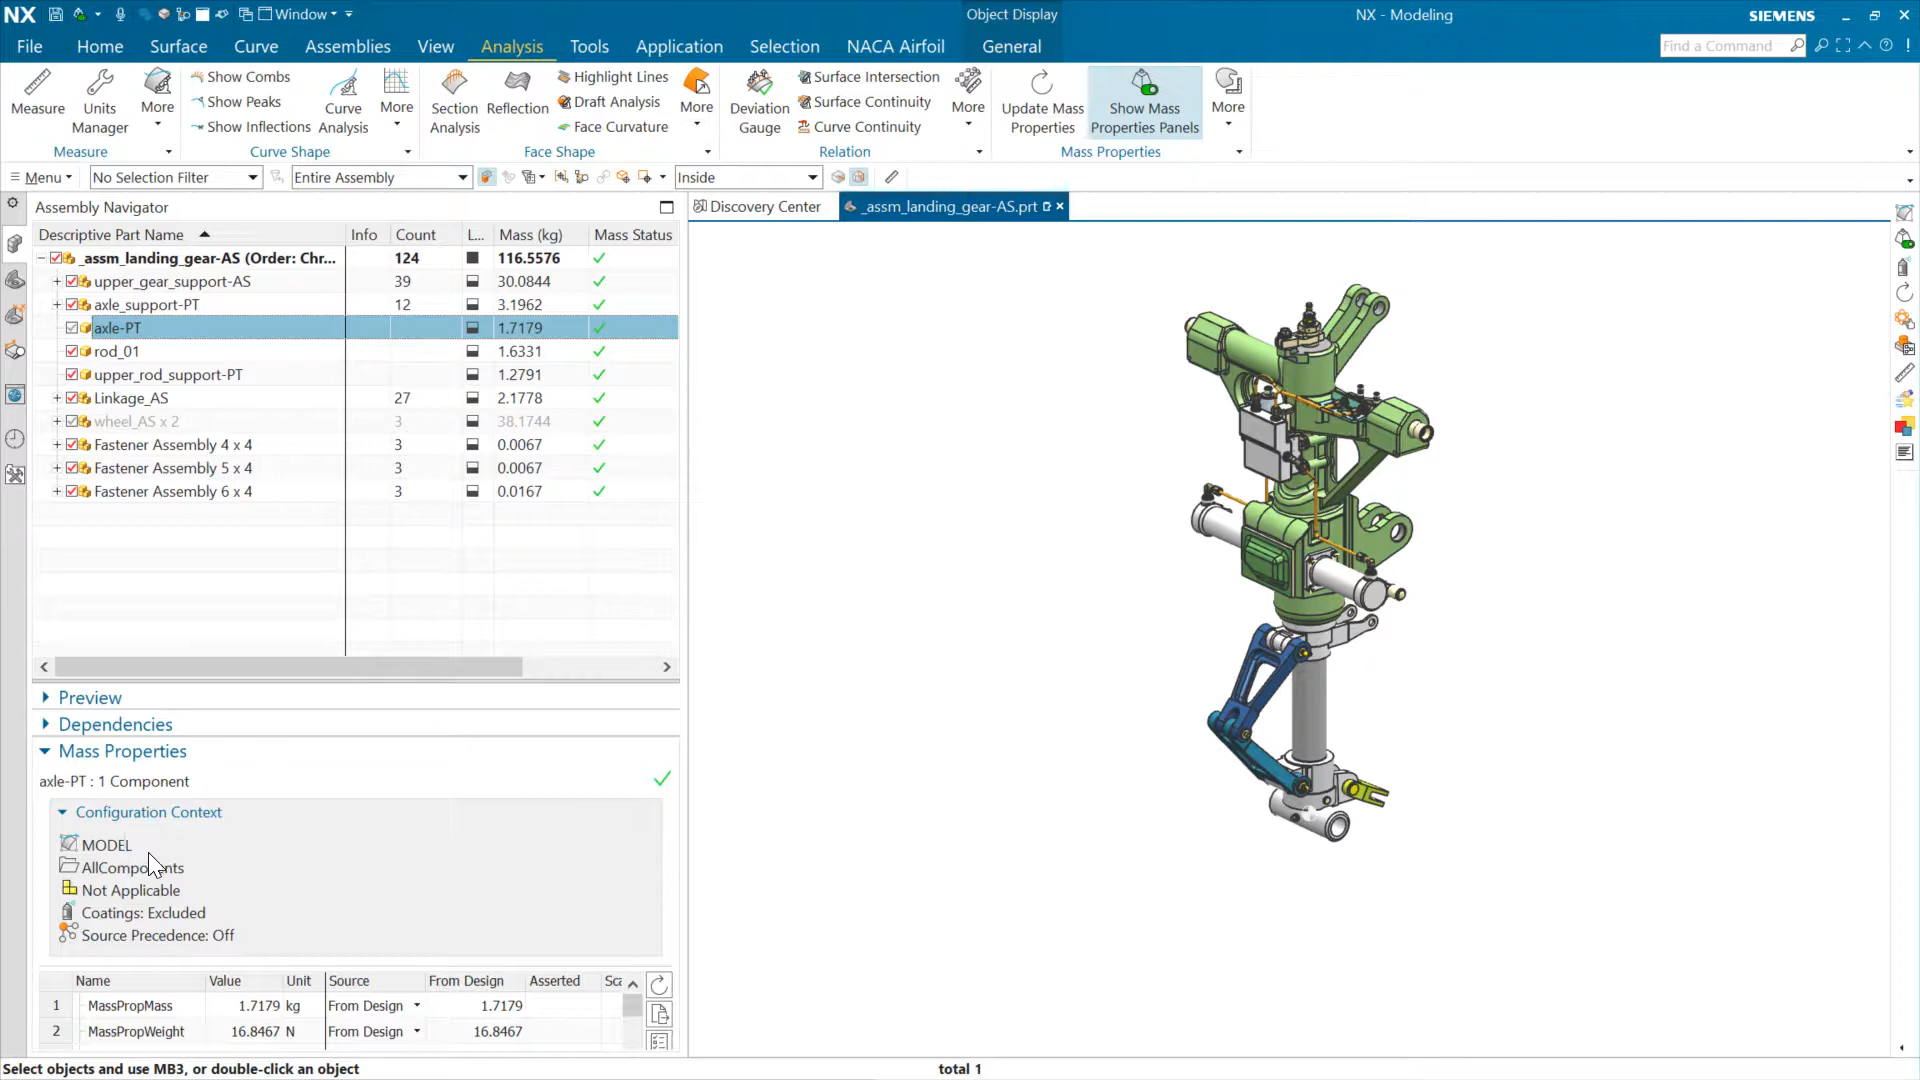 NX Window Object Display NX - Modeling SIEMENS
File Home Surface Curve Assemblies View Analysis Tools Application Selection NACA Airfoil General Find a Command
Measure
Units Manager
More
Show Combs
Show Peaks
Show Inflections
Curve Analysis
More
Section Analysis
Reflection
Highlight Lines
Draft Analysis
Face Curvature
More
Deviation Gauge
Surface Intersection
Surface Continuity
Curve Continuity
More
Update Mass Properties
Show Mass Properties Panels
More
Measure Curve Shape Face Shape Relation Mass Properties
Menu No Selection Filter Entire Assembly Inside
Assembly Navigator
Discovery Center _assm_landing_gear-AS.prt
Descriptive Part Name Info Count L... Mass (kg) Mass Status
_assm_landing_gear-AS (Order: Chr... 124 116.5576
upper_gear_support-AS 39 30.0844
axle_support-PT 12 3.1962
axle-PT 1.7179
rod_01 1.6331
upper_rod_support-PT 1.2791
Linkage_AS 27 2.1778
wheel_AS x 2 3 38.1744
Fastener Assembly 4 x 4 3 0.0067
Fastener Assembly 5 x 4 3 0.0067
Fastener Assembly 6 x 4 3 0.0167
Preview
Dependencies
Mass Properties
axle-PT : 1 Component
Configuration Context
MODEL
AllComponents
Not Applicable
Coatings: Excluded
Source Precedence: Off
Name Value Unit Source From Design Asserted Sca
1 MassPropMass 1.7179 kg From Design 1.7179
2 MassPropWeight 16.8467 N From Design 16.8467
Select objects and use MB3, or double-click an object total 1